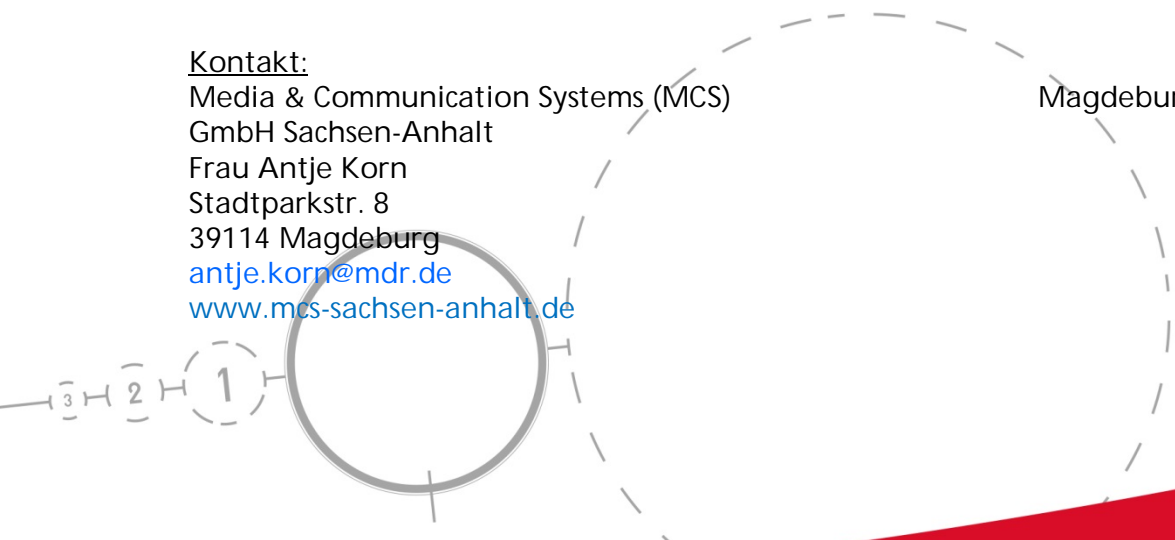 Kontakt:
Media & Communication Systems (MCS)
GmbH Sachsen-Anhalt
Frau Antje Korn
Stadtparkstr. 8
39114 Magdeburg
antje.korn@mdr.de
www.mcs-sachsen-anhalt.de
3 2 1